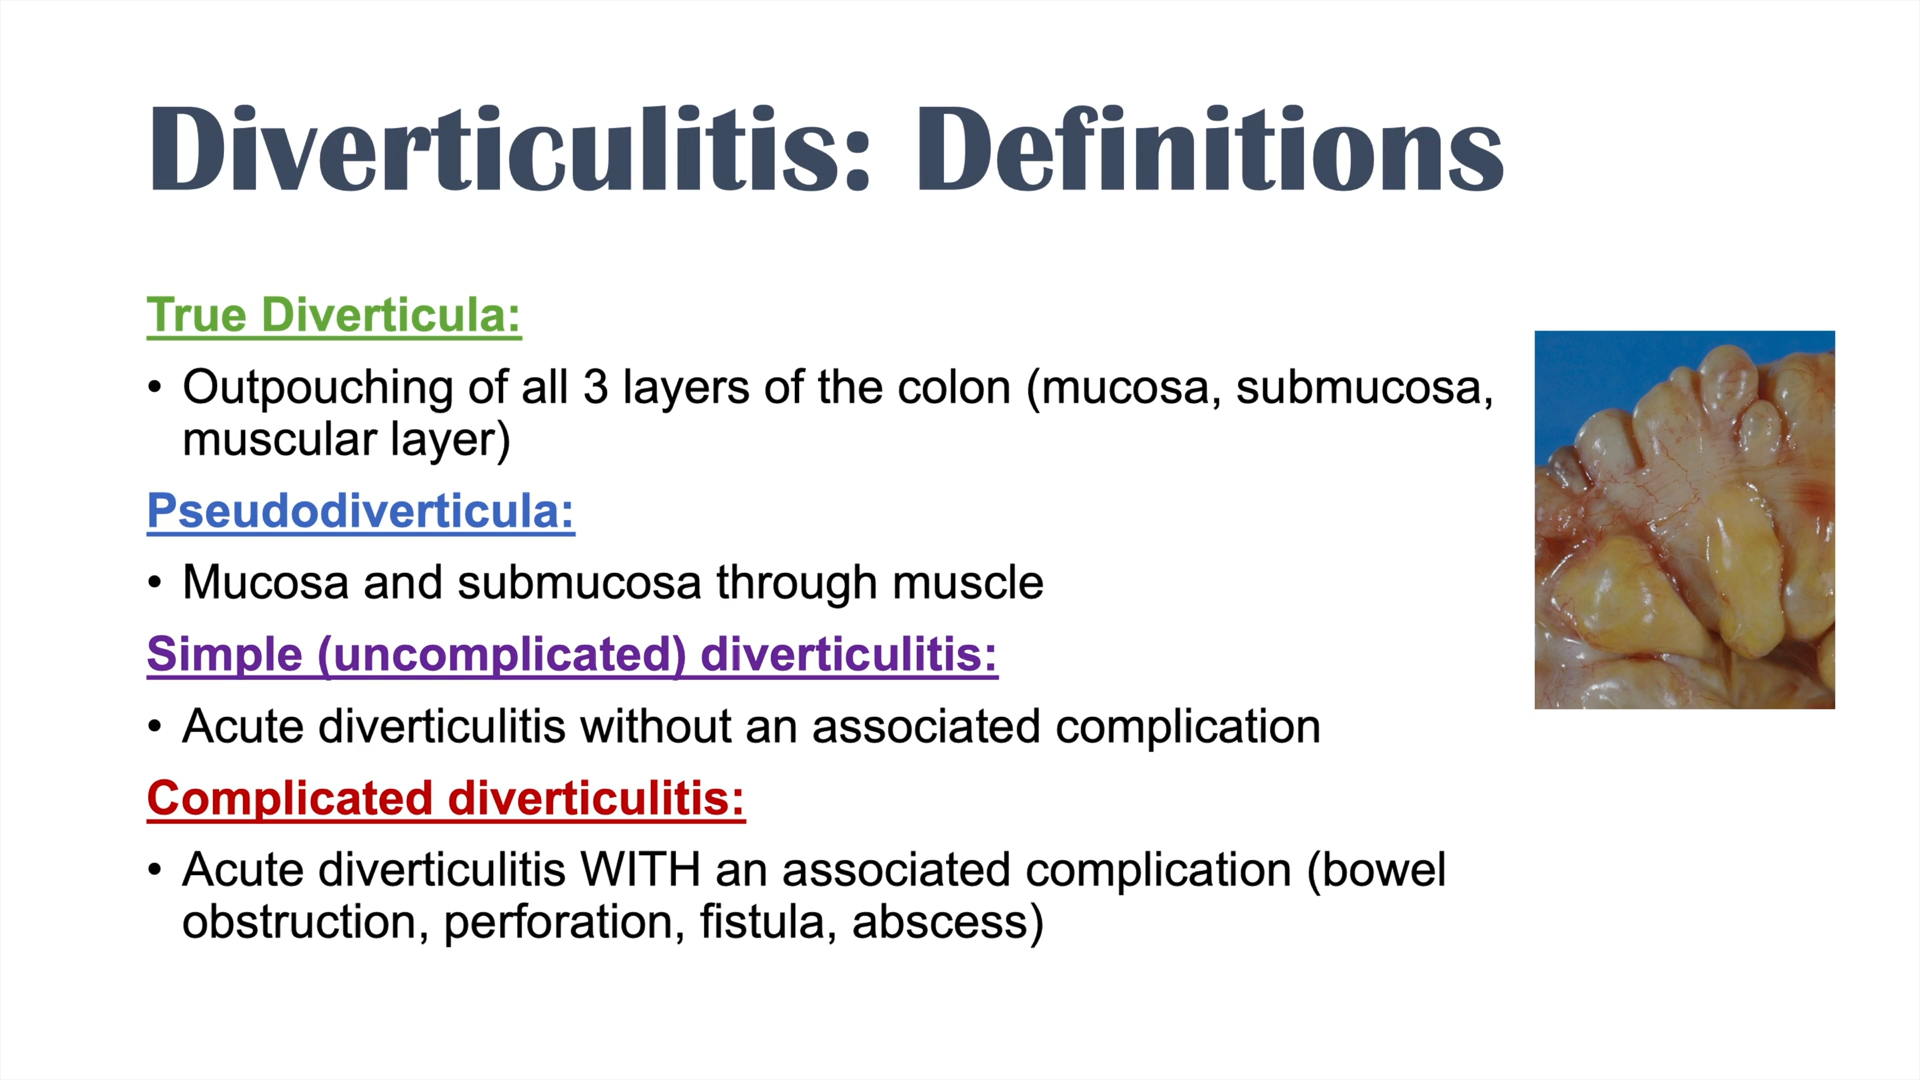 Diverticulitis: Definitions
True Diverticula:
• Outpouching of all 3 layers of the colon (mucosa, submucosa,
muscular layer)
Pseudodiverticula:
• Mucosa and submucosa through muscle
Simple (uncomplicated) diverticulitis:
• Acute diverticulitis without an associated complication
Complicated diverticulitis:
• Acute diverticulitis WITH an associated complication (bowel
obstruction, perforation, fistula, abscess)